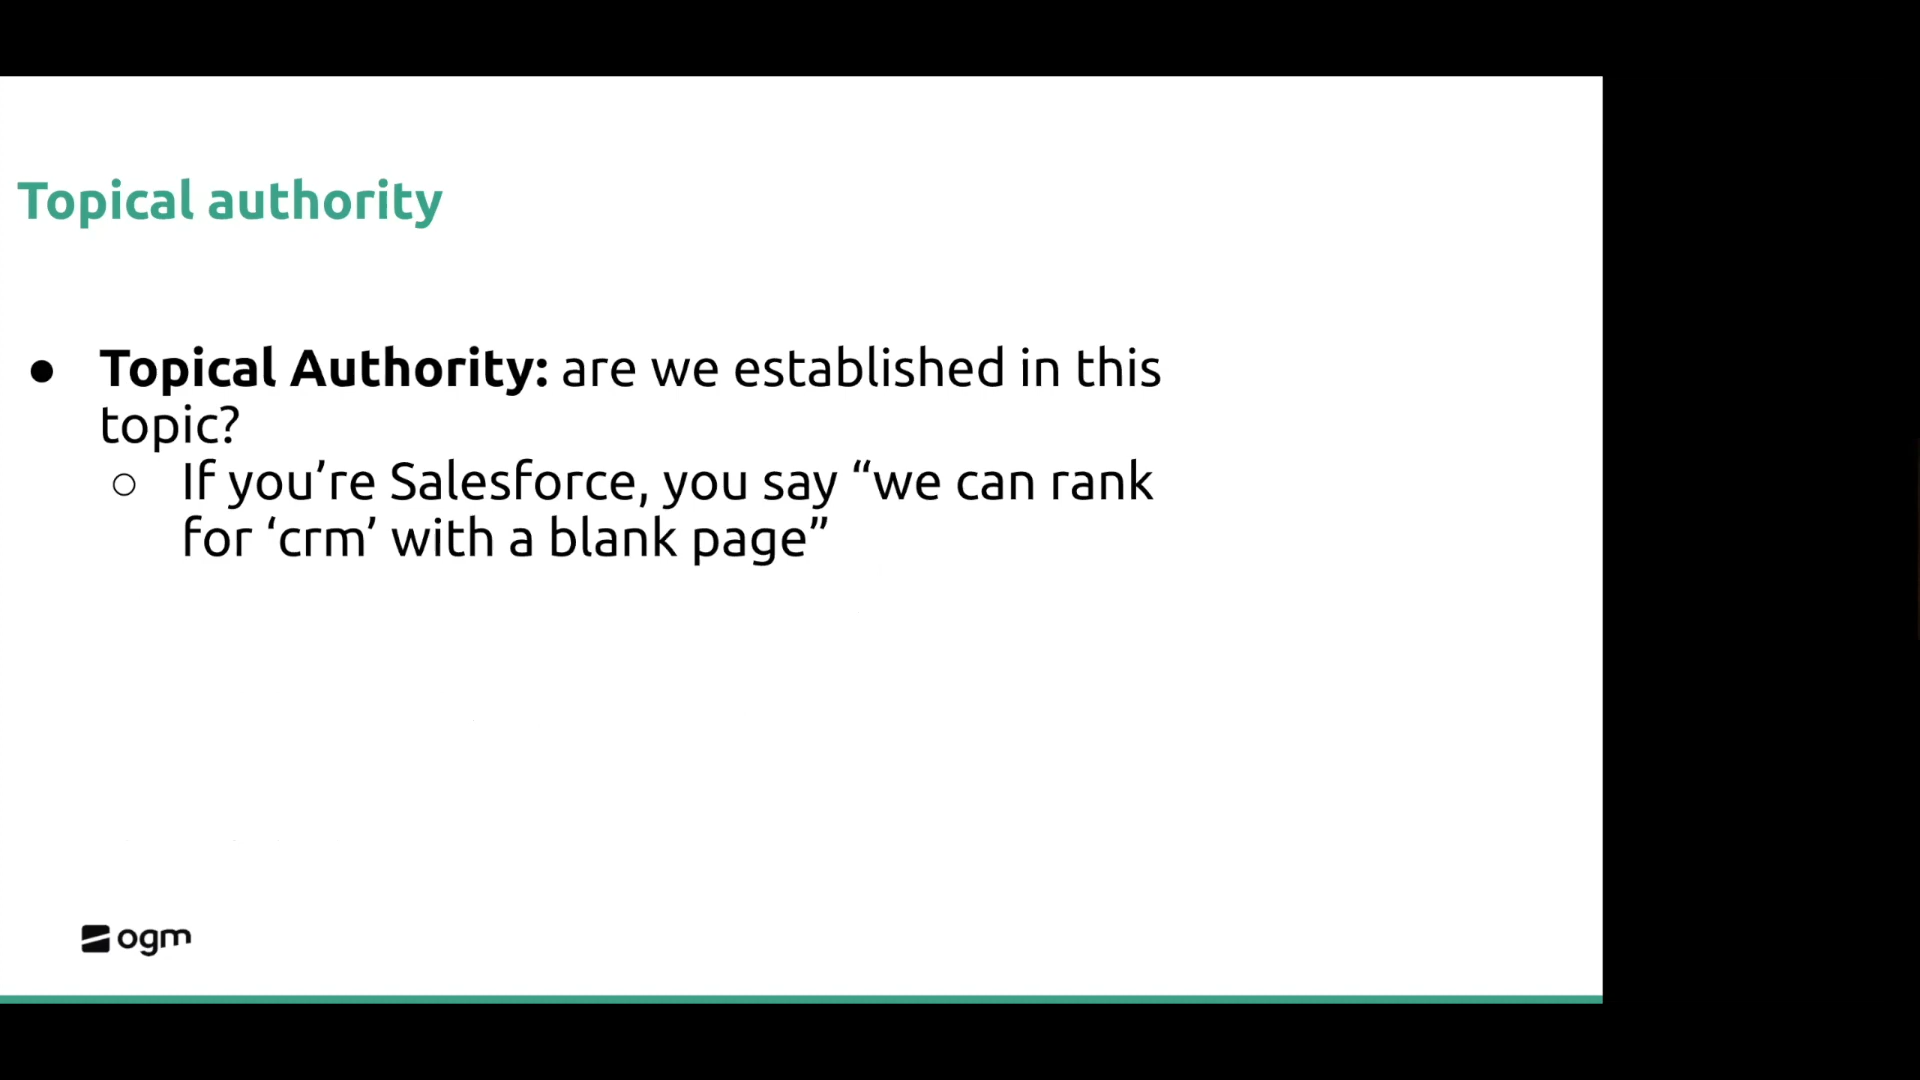 Topical authority
● Topical Authority: are we established in this
topic?
○ If you’re Salesforce, you say “we can rank
for ‘crm’ with a blank page”
ogm